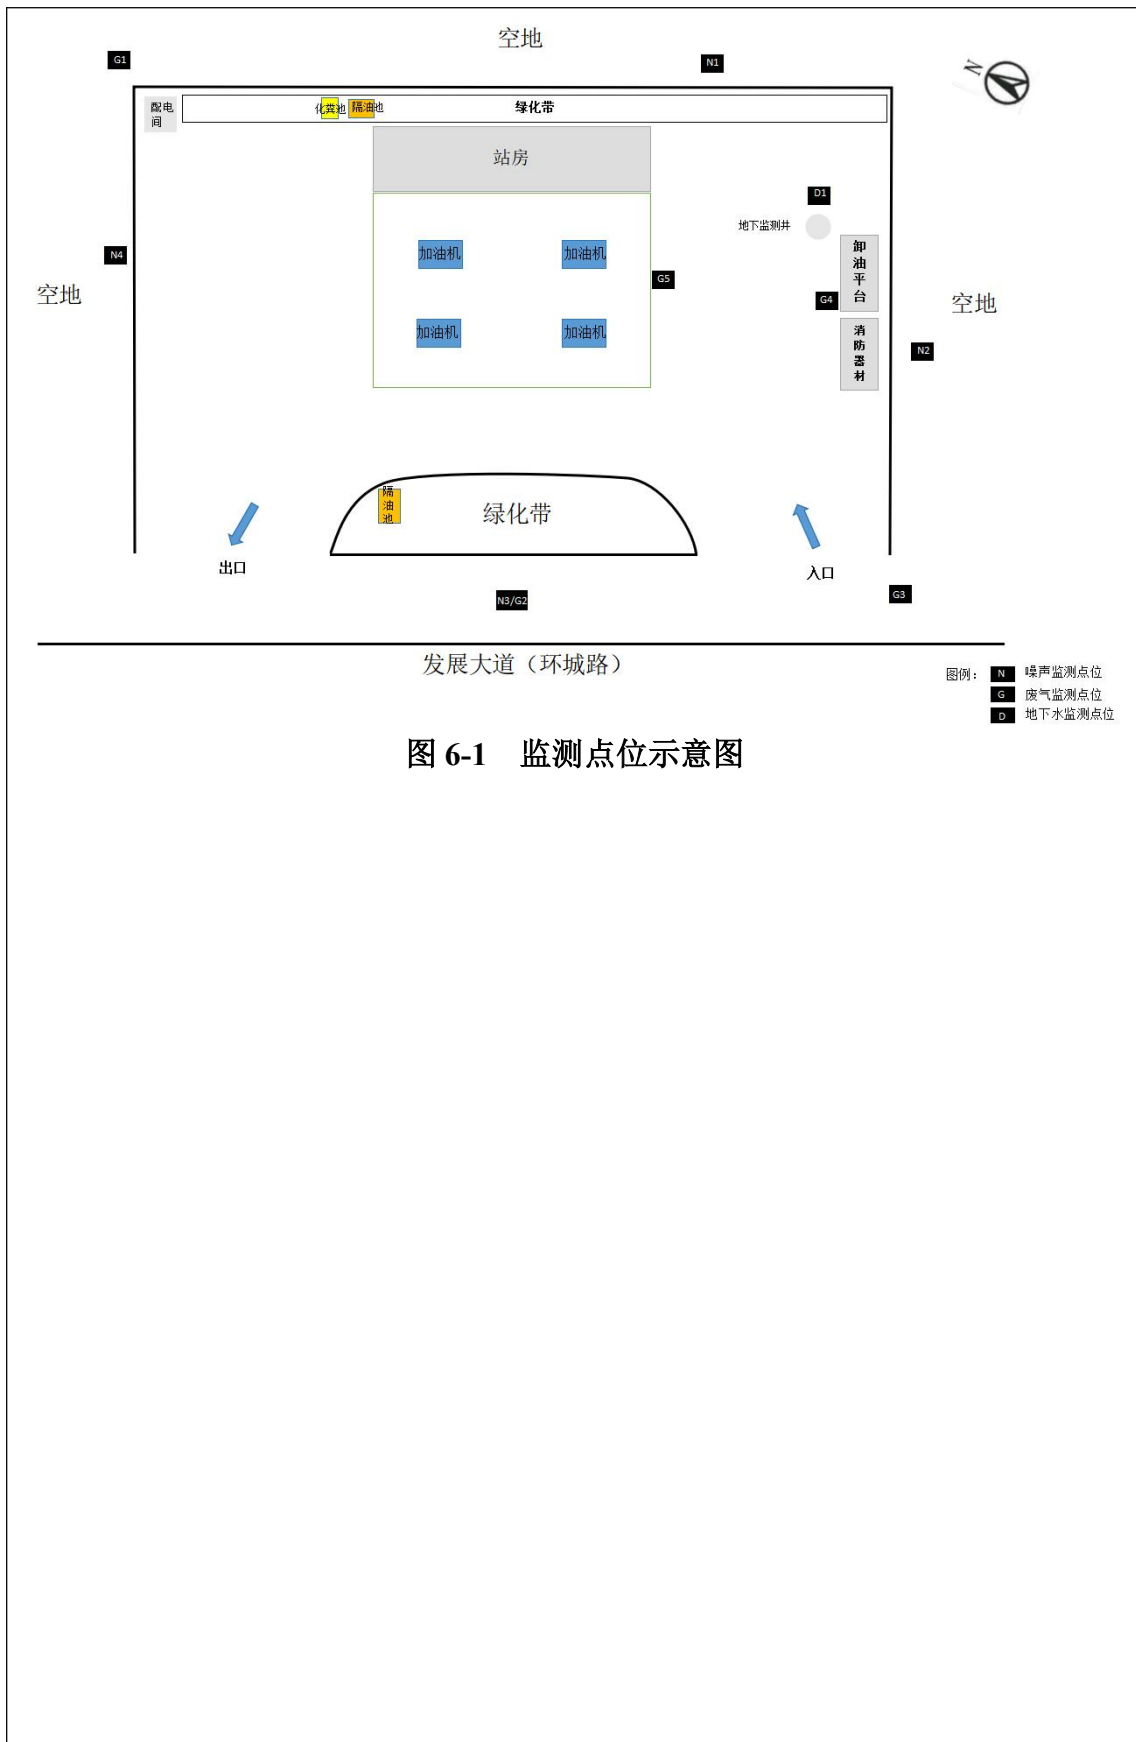 空地
G1
N1
N
配电
间
化粪池
隔油池
绿化带
站房
D1
地下监测井
加油机
加油机
卸
油
平
台
N4
G5
G4
空地
空地
加油机
加油机
消
防
器
材
N2
隔
油
池
绿化带
出口
入口
N3/G2
G3
发展大道（环城路）
图例：
N
噪声监测点位
G
废气监测点位
D
地下水监测点位
图 6-1 监测点位示意图